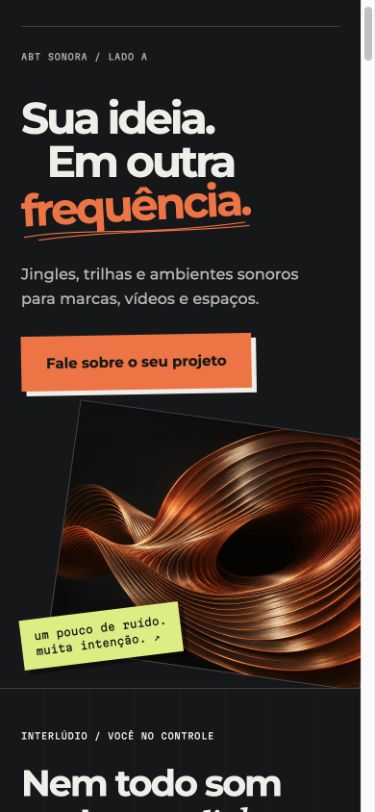 ABT SONORA / LADO A
Sua ideia.
Em outra
frequência.
Jingles, trilhas e ambientes sonoros
para marcas, vídeos e espaços.
Fale sobre o seu projeto
um pouco de ruído.
muita intenção. ↗
INTERLÚDIO / VOCÊ NO CONTROLE
Nem todo som